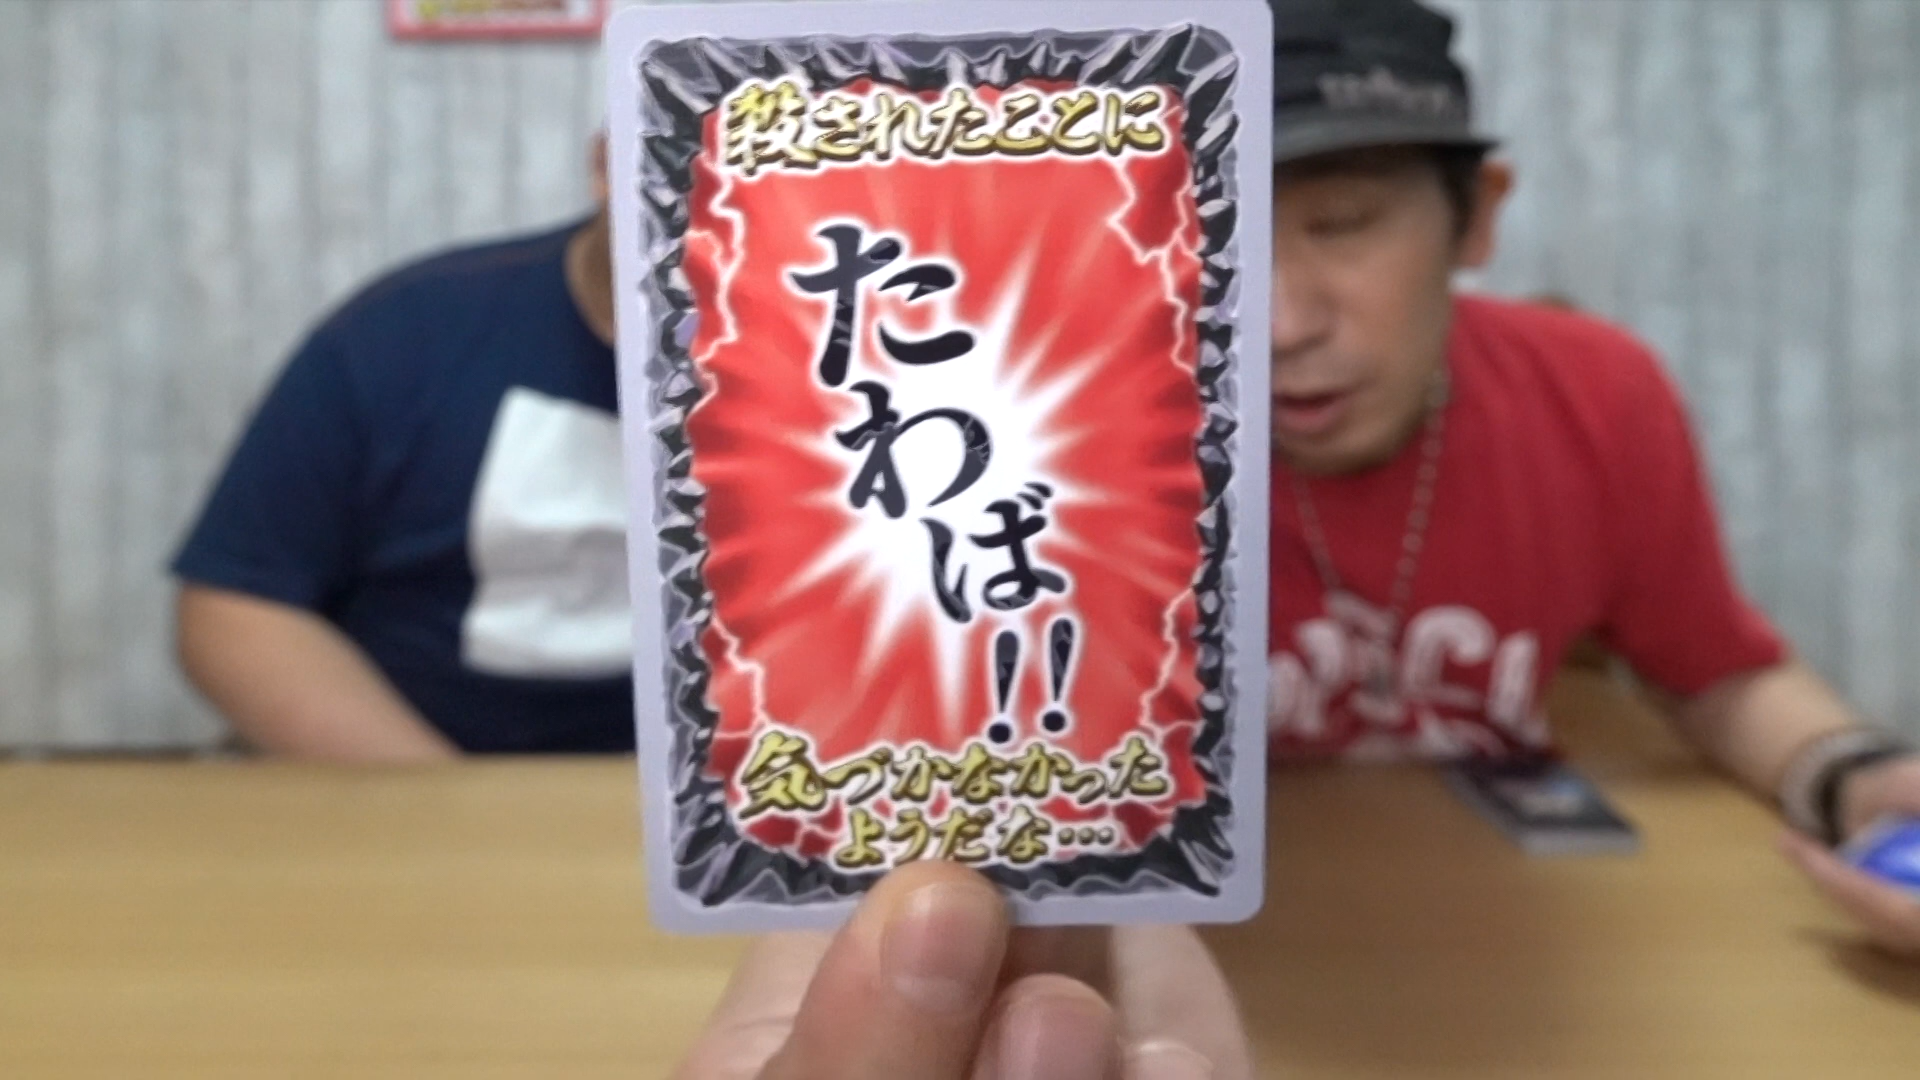 殺されたことに
たわば!!
気づかなかった
ようだな…